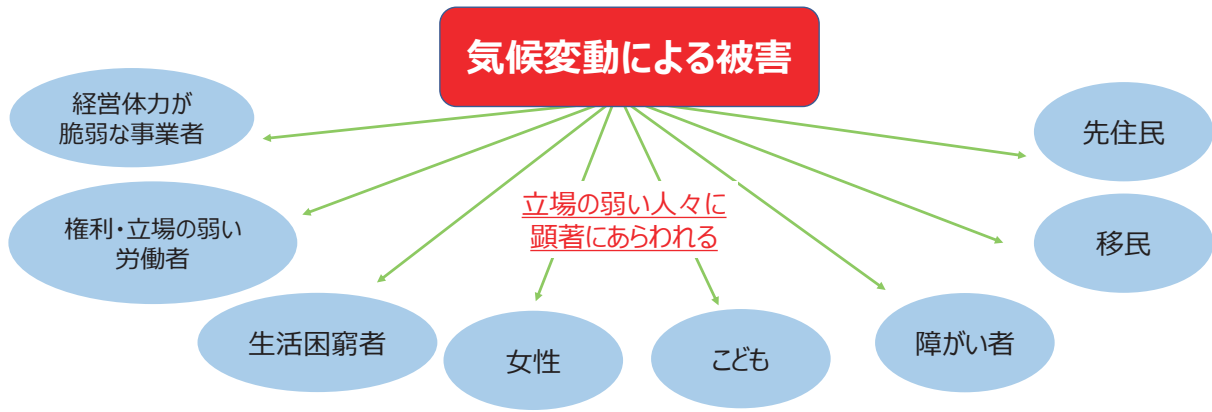 気候変動による被害
経営体力が
脆弱な事業者
先住民
権利・立場の弱い
労働者
立場の弱い人々に
顕著にあらわれる
移民
生活困窮者
女性
こども
障がい者